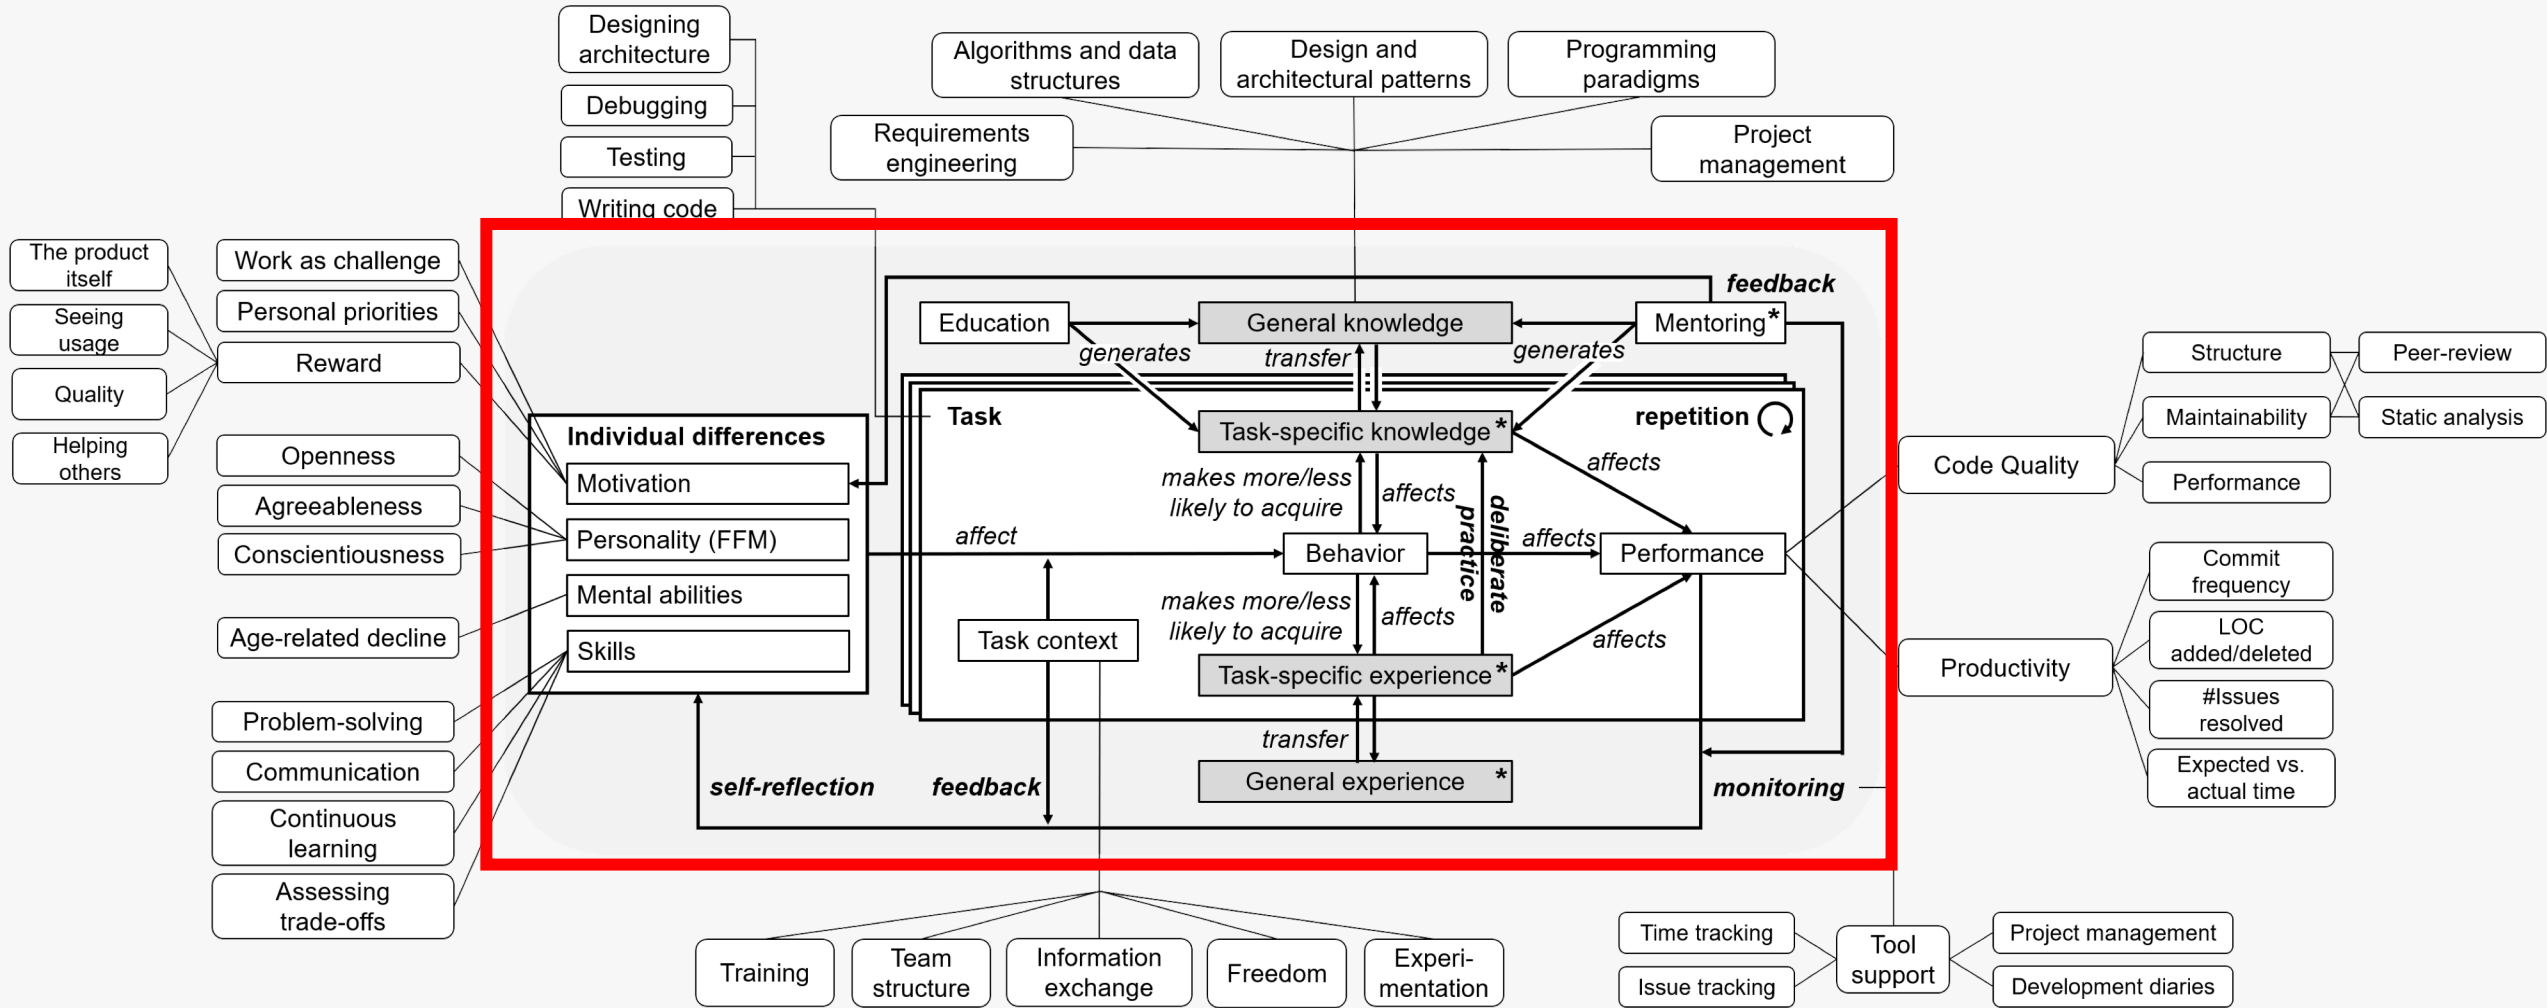 Designing
architecture
Debugging
Testing
Writing code
Algorithms and data
structures
Design and
architectural patterns
Programming
paradigms
Requirements
engineering
Project
management
The product
itself
Seeing
usage
Quality
Helping
others
Work as challenge
Personal priorities
Reward
Openness
Agreeableness
Conscientiousness
Age-related decline
Problem-solving
Communication
Continuous
learning
Assessing
trade-offs
Individual differences
Motivation
Personality (FFM)
Mental abilities
Skills
feedback
Education
General knowledge
Mentoring*
generates
transfer
generates
Task
repetition
Task-specific knowledge*
affects
makes more/less
likely to acquire
affects
deliberate
practice
affect
Behavior
affects
Performance
makes more/less
likely to acquire
affects
affects
Task context
Task-specific experience*
transfer
General experience *
self-reflection
feedback
monitoring
Code Quality
Structure
Maintainability
Performance
Peer-review
Static analysis
Productivity
Commit
frequency
LOC
added/deleted
#Issues
resolved
Expected vs.
actual time
Training
Team
structure
Information
exchange
Freedom
Experi-
mentation
Time tracking
Issue tracking
Tool
support
Project management
Development diaries